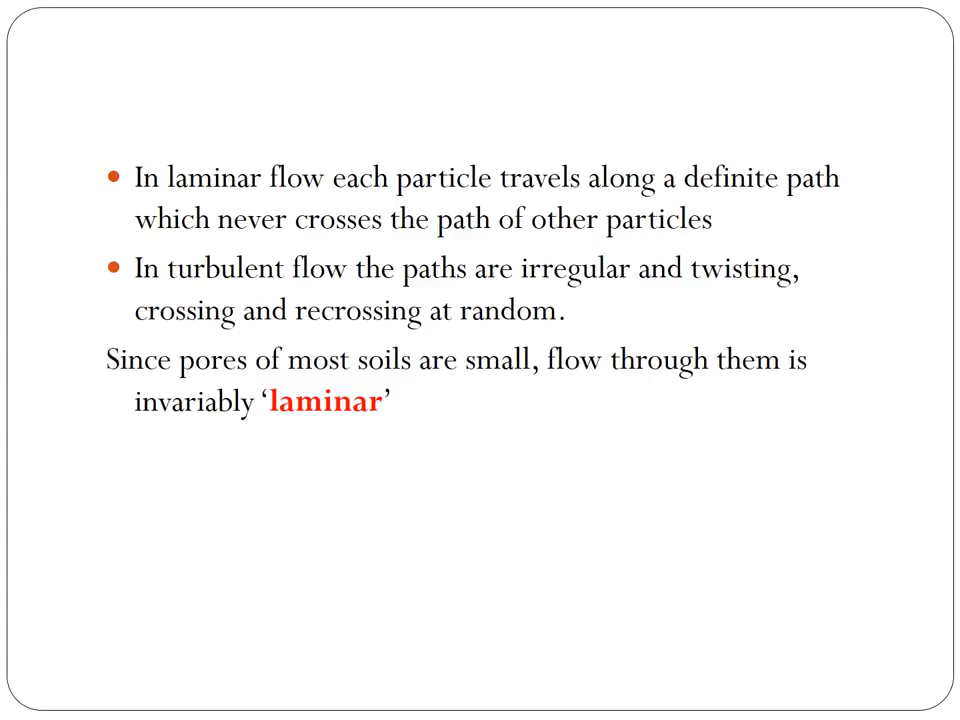 • In laminar flow each particle travels along a definite path
which never crosses the path of other particles
• In turbulent flow the paths are irregular and twisting,
crossing and recrossing at random.
Since pores of most soils are small, flow through them is
invariably ‘laminar’